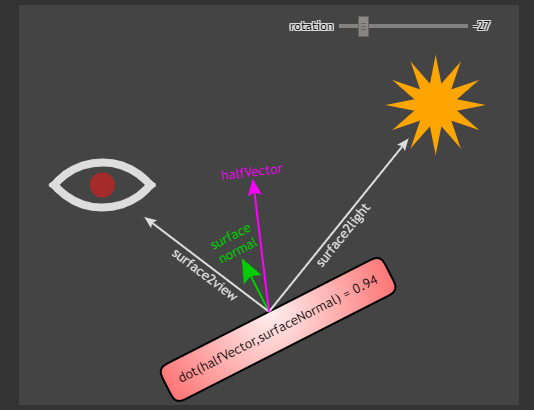 rotation -27
halfVector
surface
normal
surface2light
surface2view
dot(halfVector,surfaceNormal) = 0.94